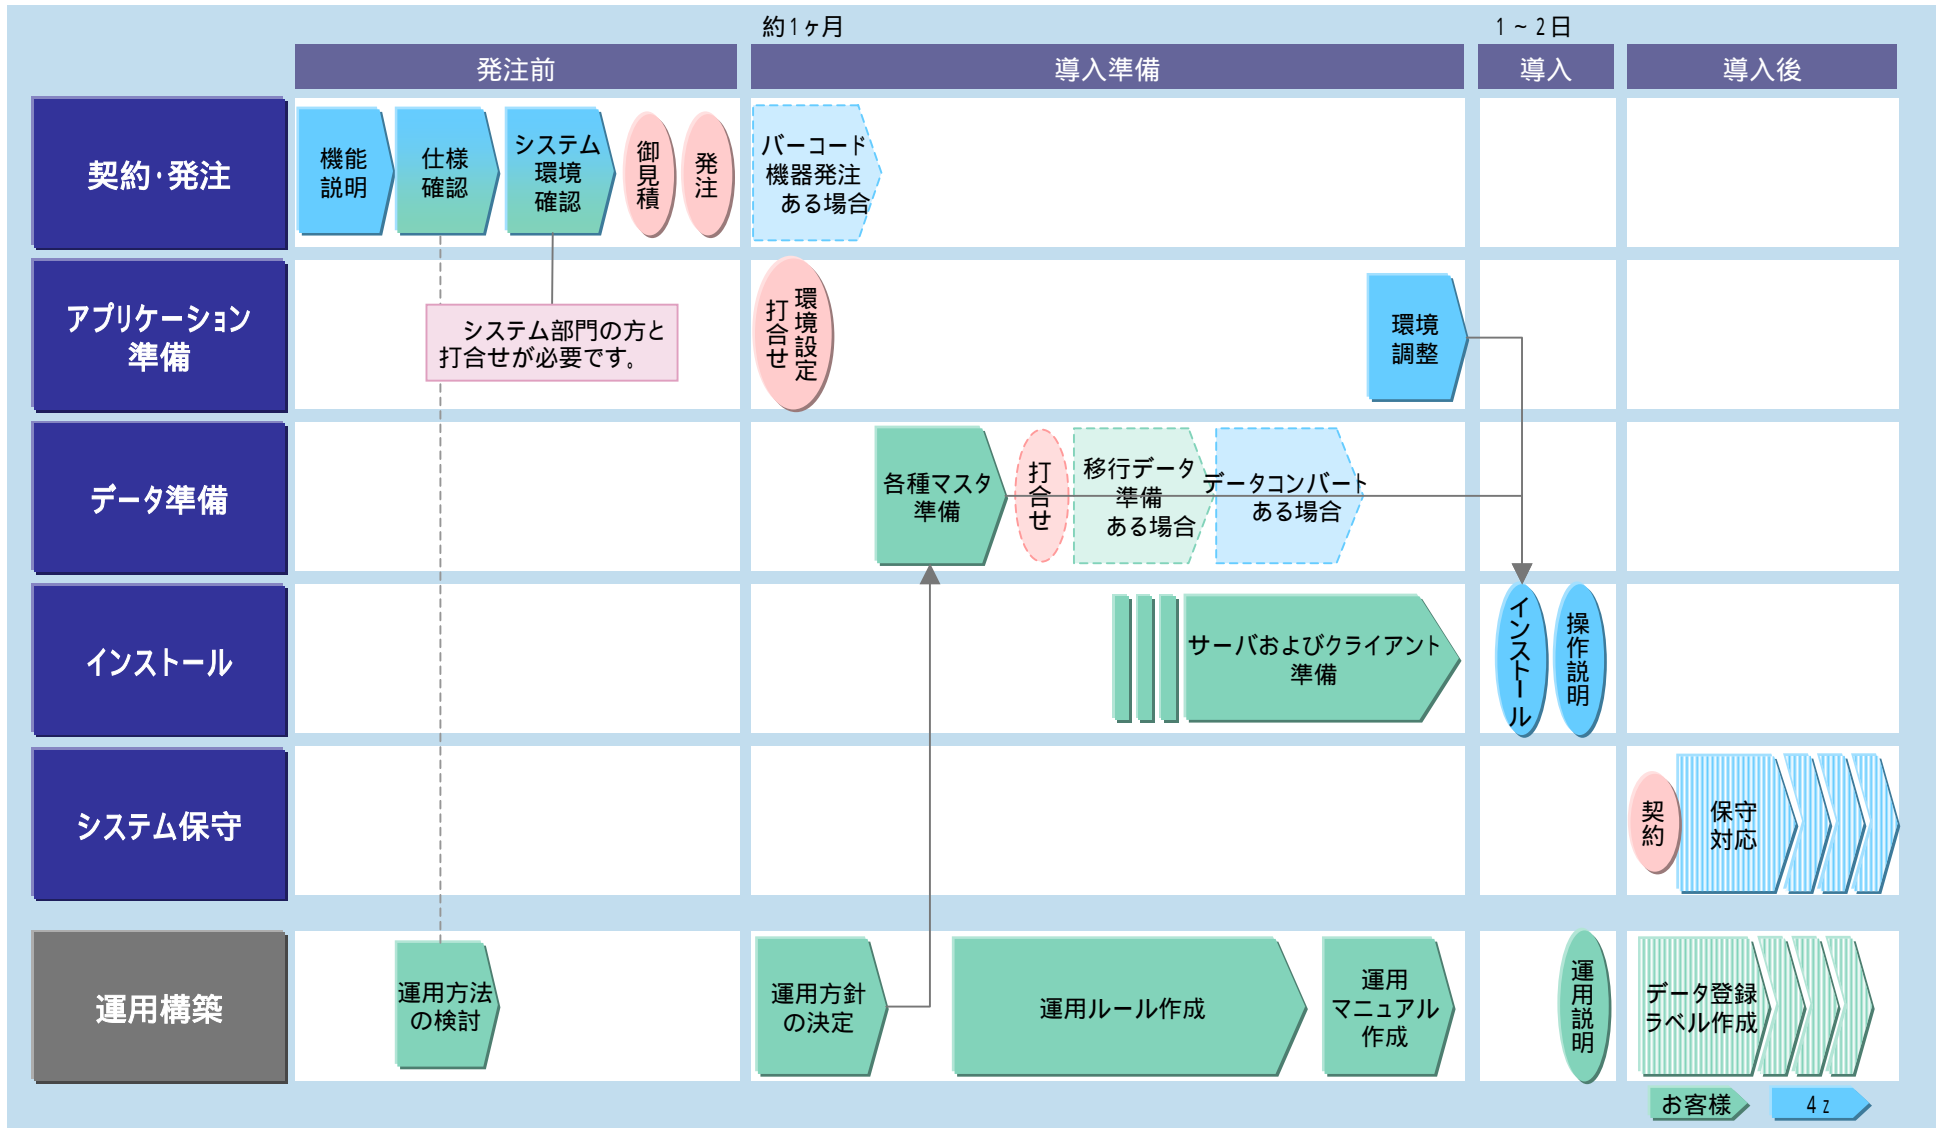 約1ヶ月
1～2日
発注前
導入準備
導入
導入後
契約・発注
機能
説明
仕様
確認
システム
環境
確認
御見積
発注
バーコード
機器発注
ある場合
アプリケーション
準備
システム部門の方と
打合せが必要です。
環境設定
打合せ
環境
調整
データ準備
各種マスタ
準備
打合せ
移行データ
準備
ある場合
データコンバート
ある場合
インストール
サーバおよびクライアント
準備
インストール
操作説明
システム保守
契約
保守
対応
運用構築
運用方法
の検討
運用方針
の決定
運用ルール作成
運用
マニュアル
作成
運用説明
データ登録
ラベル作成
お客様
4z